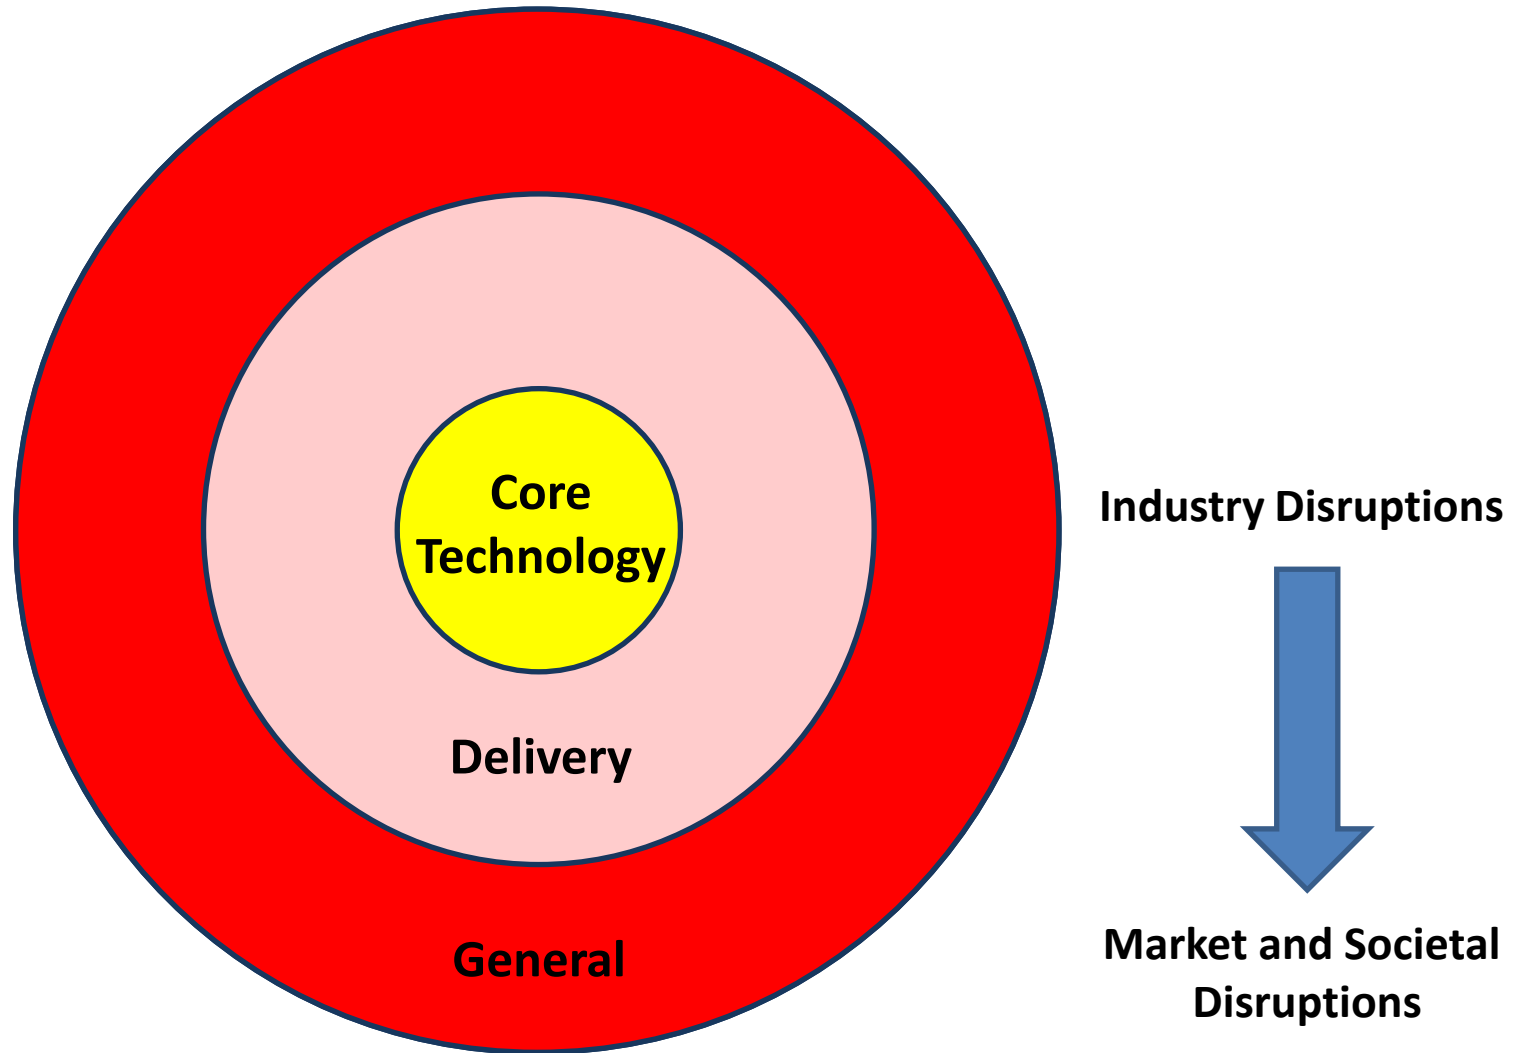 Core
Technology
Delivery
General
Industry Disruptions
Market and Societal
Disruptions